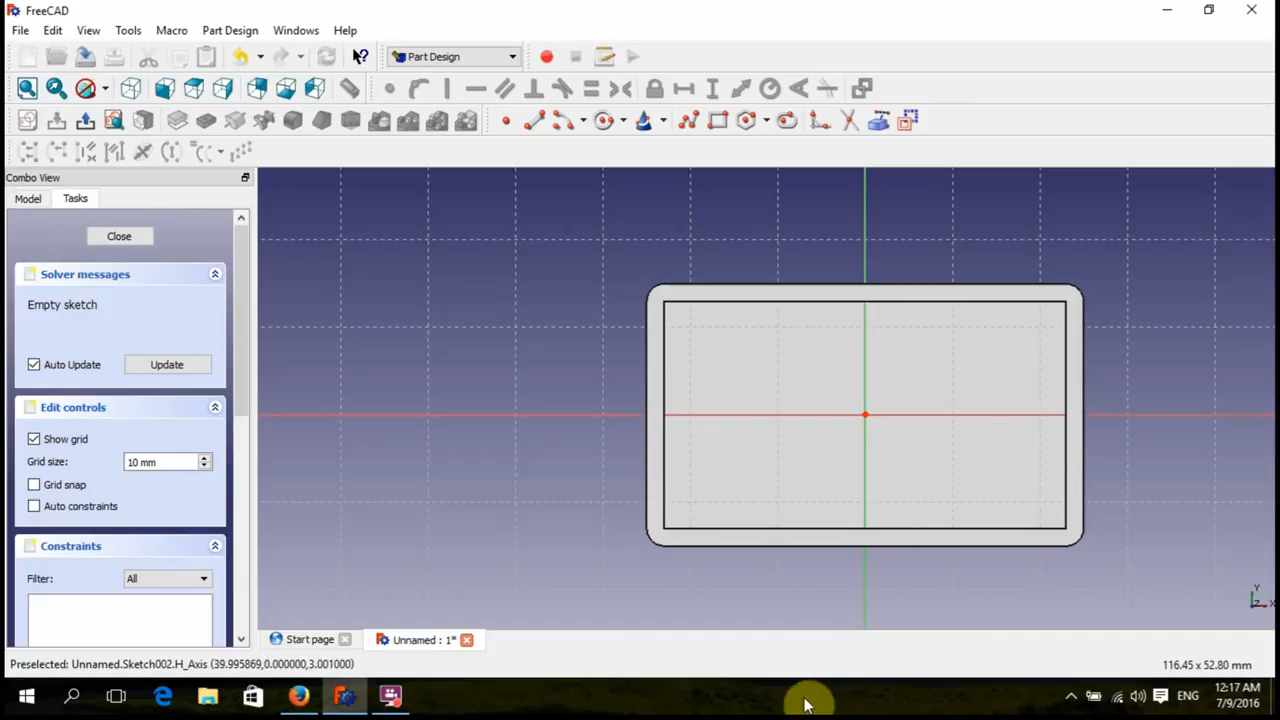 FreeCAD
File Edit View Tools Macro Part Design Windows Help
Part Design
Combo View
Model Tasks
Close
Solver messages
Empty sketch
Auto Update Update
Edit controls
Show grid
Grid size: 10 mm
Grid snap
Auto constraints
Constraints
Filter: All
Y
Z X
Start page Unnamed : 1*
Preselected: Unnamed.Sketch002.H_Axis (39.995869,0.000000,3.001000) 116.45 x 52.80 mm
ENG 12:17 AM
7/9/2016